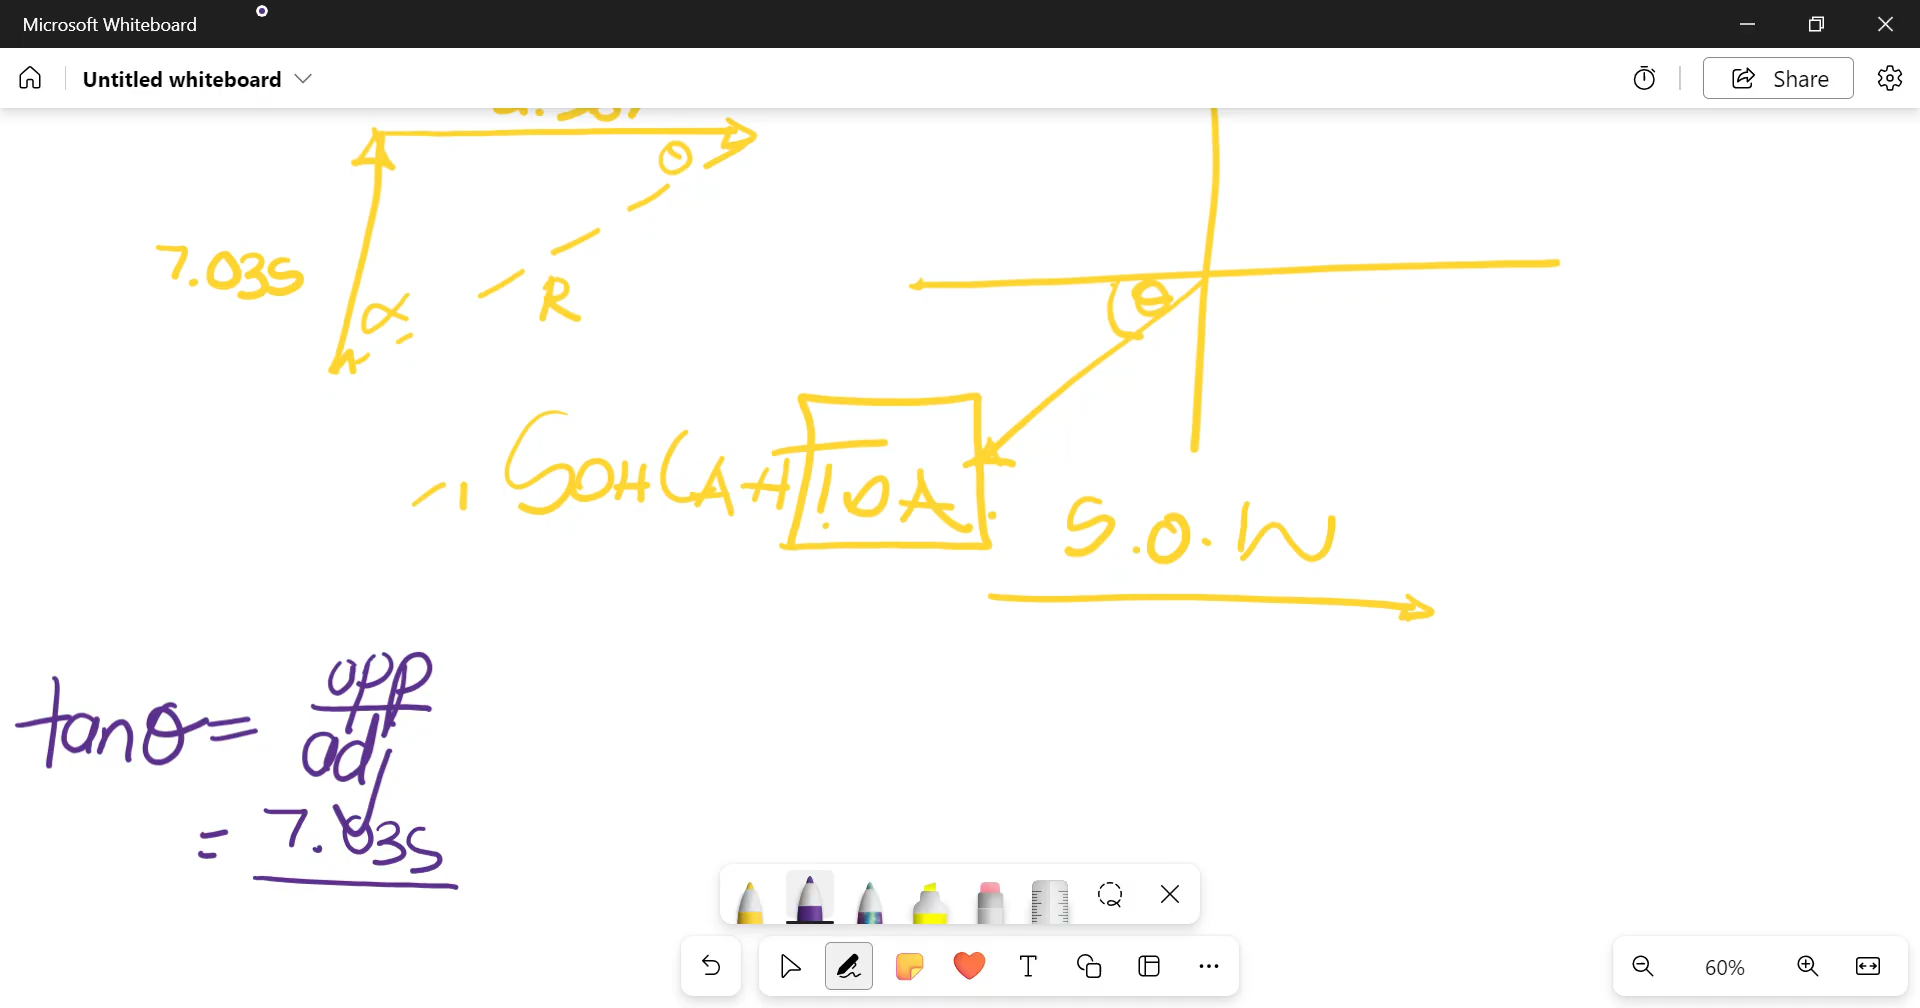 Microsoft Whiteboard
Untitled whiteboard
Share
θ
7.035
α
R
θ
SOHCAHTOA.
S.O.W
tanθ = opp
adj
= 7.035
60%